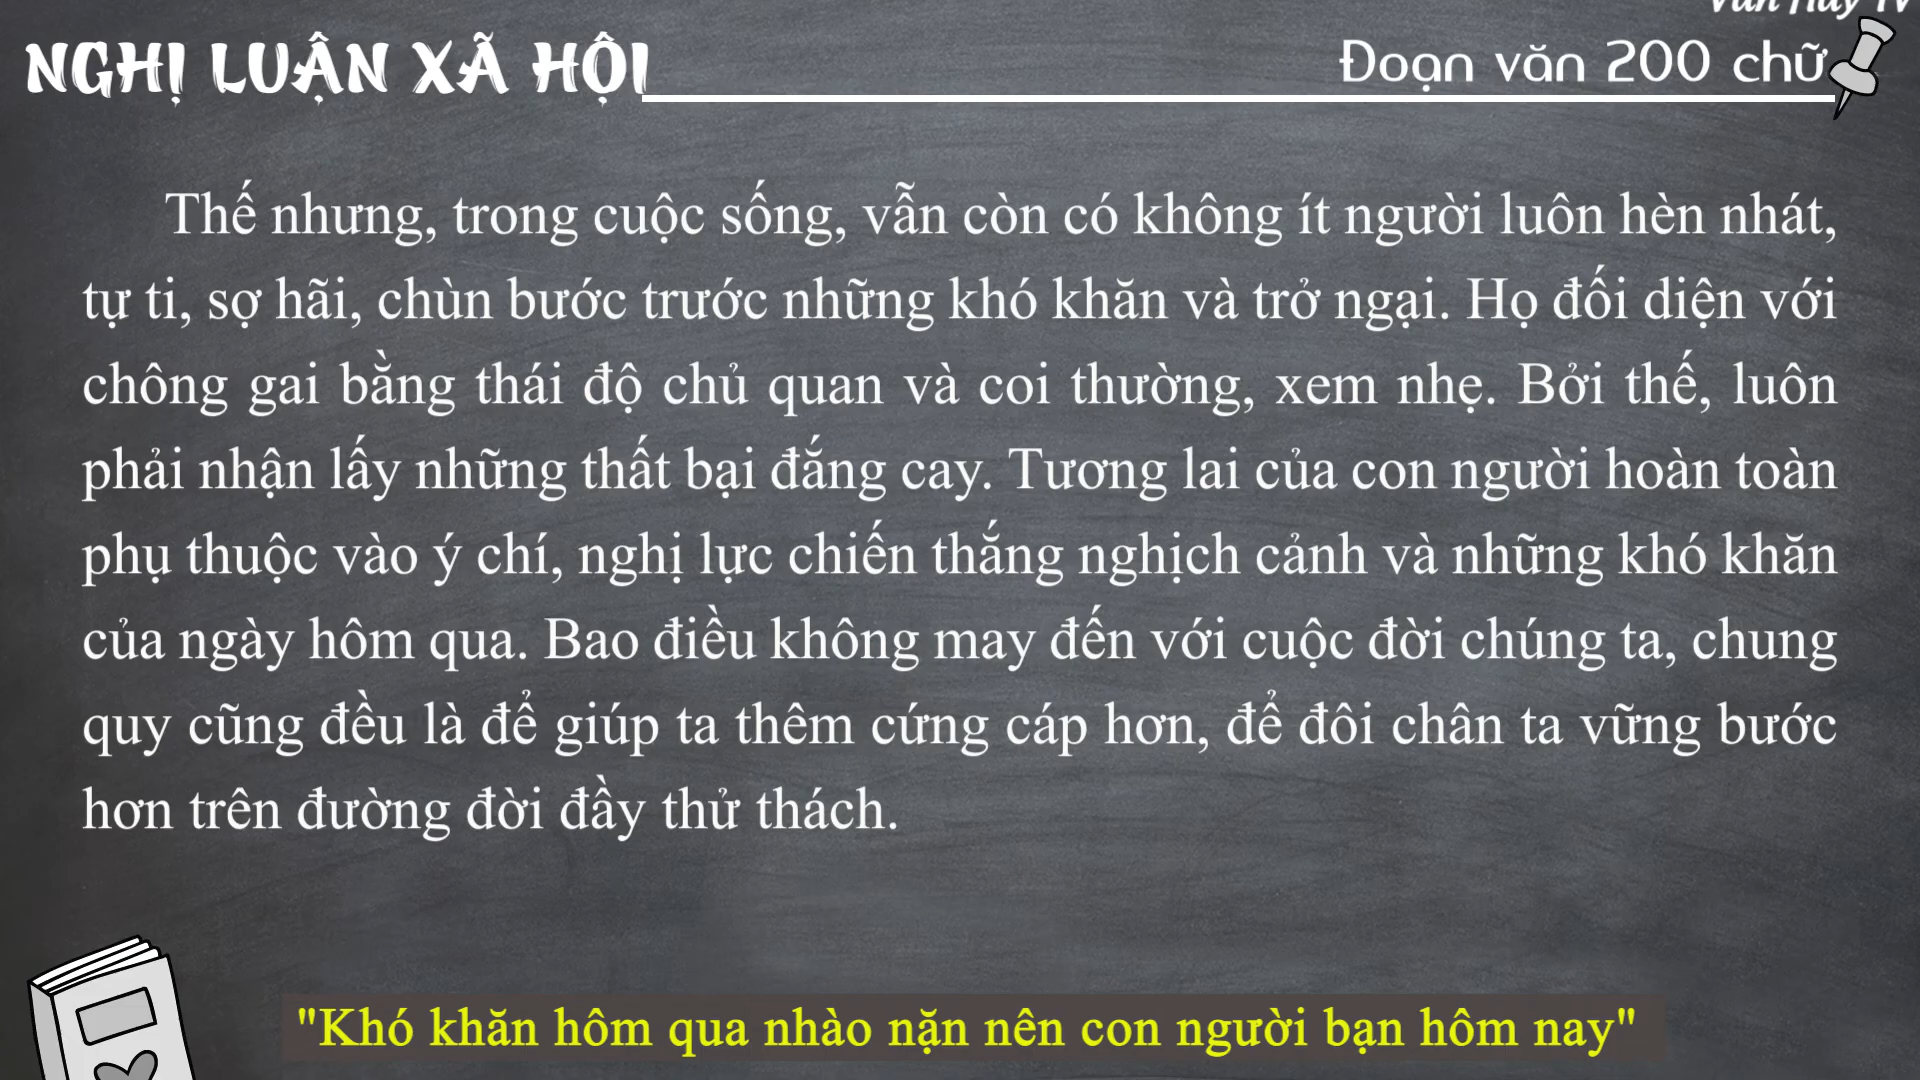 NGHỊ LUẬN XÃ HỘI
Đoạn văn 200 chữ
Thế nhưng, trong cuộc sống, vẫn còn có không ít người luôn hèn nhát,
tự ti, sợ hãi, chùn bước trước những khó khăn và trở ngại. Họ đối diện với
chông gai bằng thái độ chủ quan và coi thường, xem nhẹ. Bởi thế, luôn
phải nhận lấy những thất bại đắng cay. Tương lai của con người hoàn toàn
phụ thuộc vào ý chí, nghị lực chiến thắng nghịch cảnh và những khó khăn
của ngày hôm qua. Bao điều không may đến với cuộc đời chúng ta, chung
quy cũng đều là để giúp ta thêm cứng cáp hơn, để đôi chân ta vững bước
hơn trên đường đời đầy thử thách.
"Khó khăn hôm qua nhào nặn nên con người bạn hôm nay"